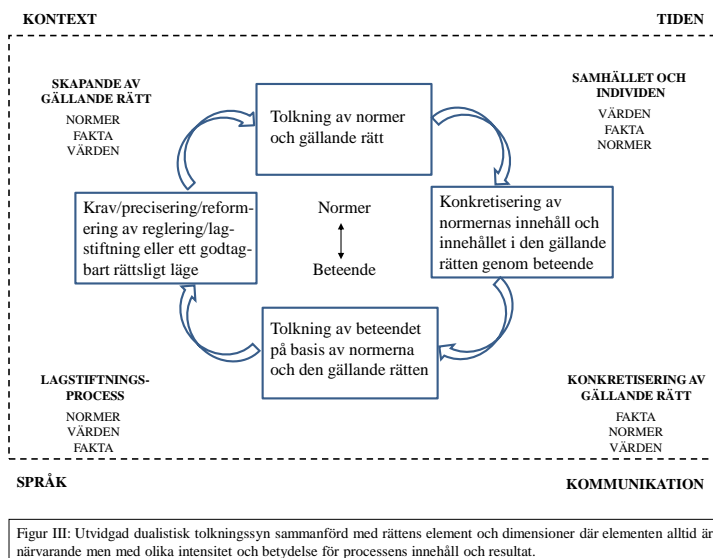 KONTEXT
TIDEN
SKAPANDE AV
GÄLLANDE RÄTT
NORMER
FAKTA
VÄRDEN
SAMHÄLLET OCH
INDIVIDEN
VÄRDEN
FAKTA
NORMER
Tolkning av normer
och gällande rätt
Krav/precisering/reform-
ering av reglering/lag-
stiftning eller ett godtag-
bart rättsligt läge
Normer
Beteende
Konkretisering av
normernas innehåll och
innehållet i den gällande
rätten genom beteende
Tolkning av beteendet
på basis av normerna
och den gällande rätten
LAGSTIFTNINGS-
PROCESS
NORMER
VÄRDEN
FAKTA
KONKRETISERING AV
GÄLLANDE RÄTT
FAKTA
NORMER
VÄRDEN
SPRÅK
KOMMUNIKATION
Figur III: Utvidgad dualistisk tolkningssyn sammanförd med rättens element och dimensioner där elementen alltid är
närvarande men med olika intensitet och betydelse för processens innehåll och resultat.